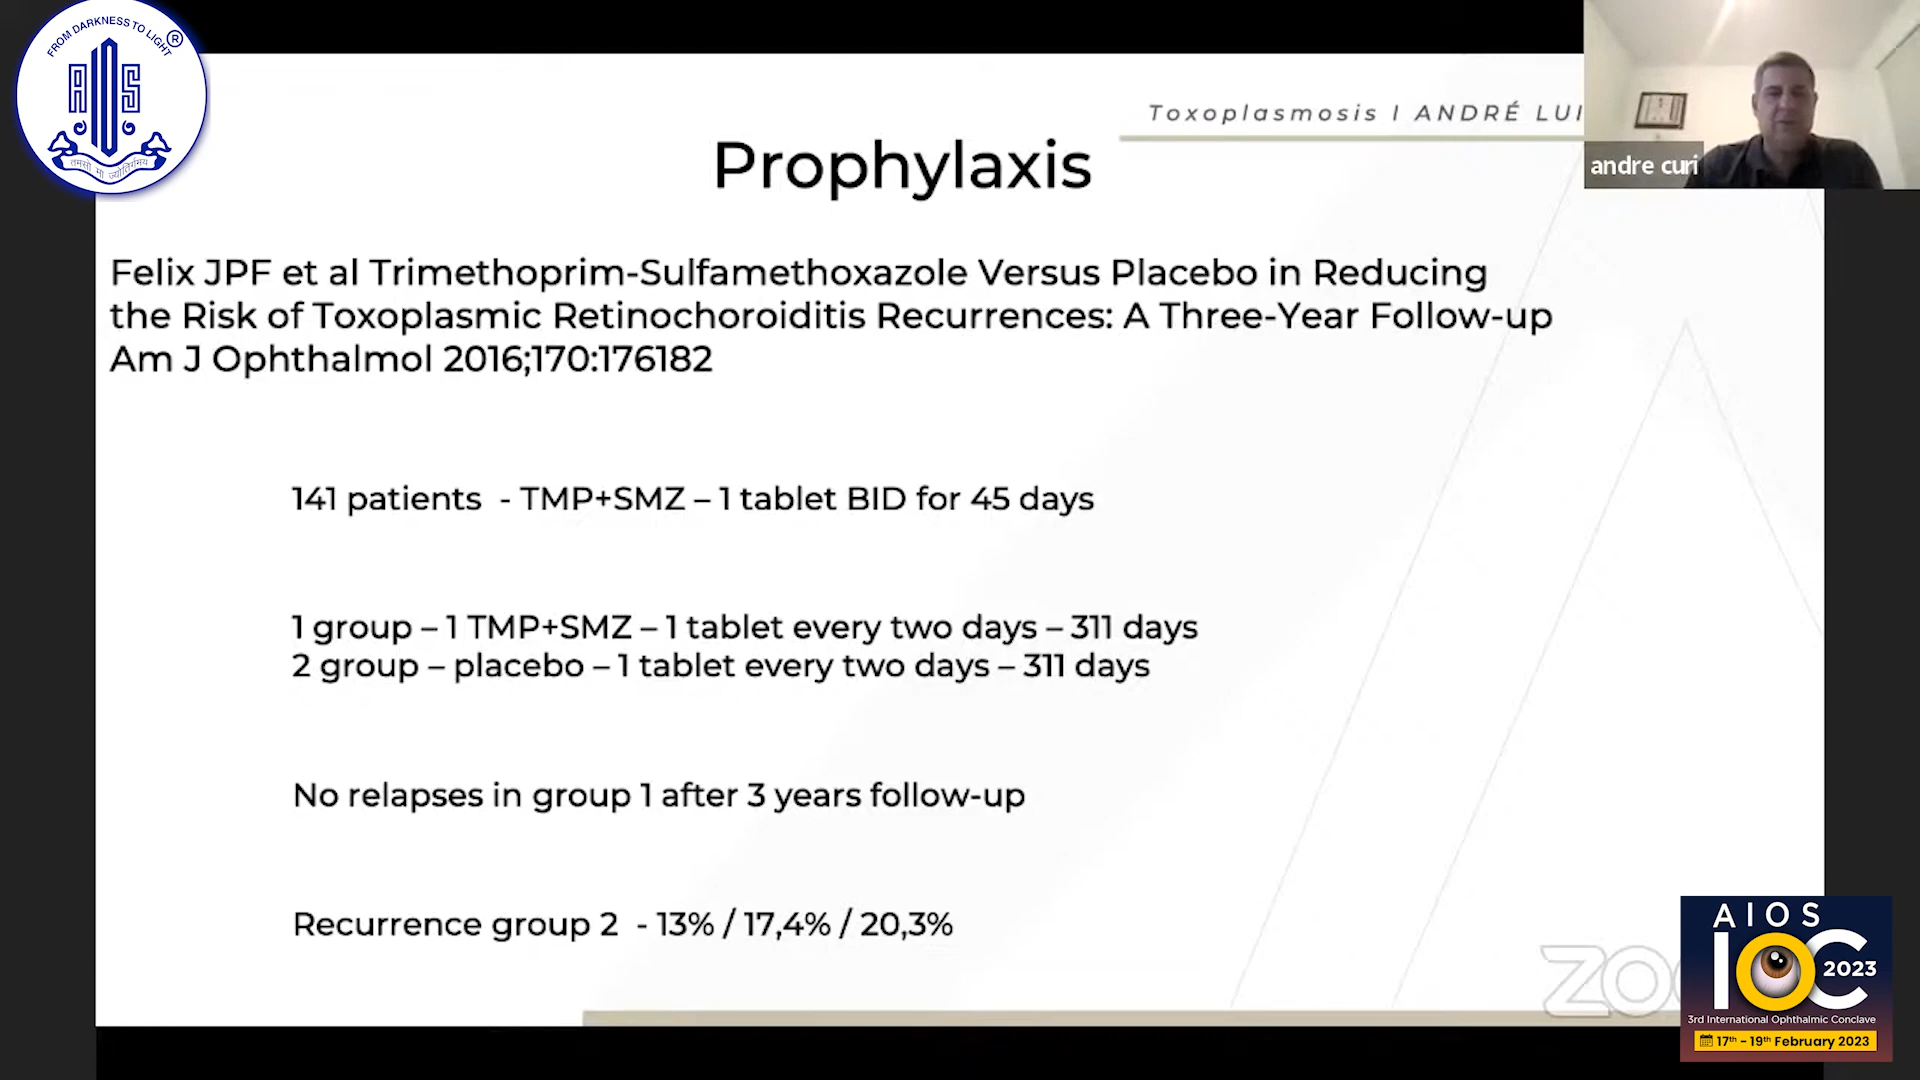 FROM DARKNESS TO LIGHT
®
AIOS
तमसो मा ज्योतिर्गमय
Toxoplasmosis I ANDRÉ LUI
andre curi
Prophylaxis
Felix JPF et al Trimethoprim-Sulfamethoxazole Versus Placebo in Reducing
the Risk of Toxoplasmic Retinochoroiditis Recurrences: A Three-Year Follow-up
Am J Ophthalmol 2016;170:176182
141 patients - TMP+SMZ – 1 tablet BID for 45 days
1 group – 1 TMP+SMZ – 1 tablet every two days – 311 days
2 group – placebo – 1 tablet every two days – 311 days
No relapses in group 1 after 3 years follow-up
Recurrence group 2 - 13% / 17,4% / 20,3%
ZO
AIOS
IOC 2023
3rd International Ophthalmic Conclave
17th - 19th February 2023